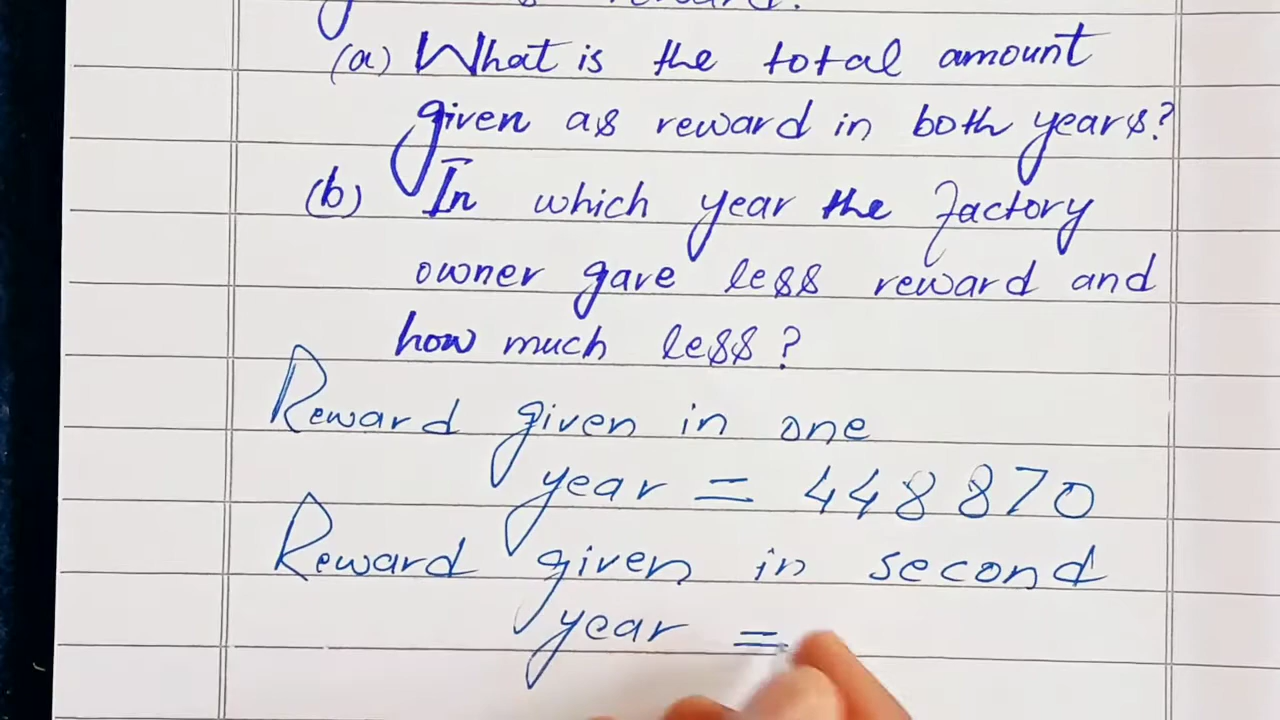 reward.
(a) What is the total amount
given as reward in both years?
(b) In which year the factory
owner gave less reward and
how much less?
Reward given in one
year = 448870
Reward given in second
year =